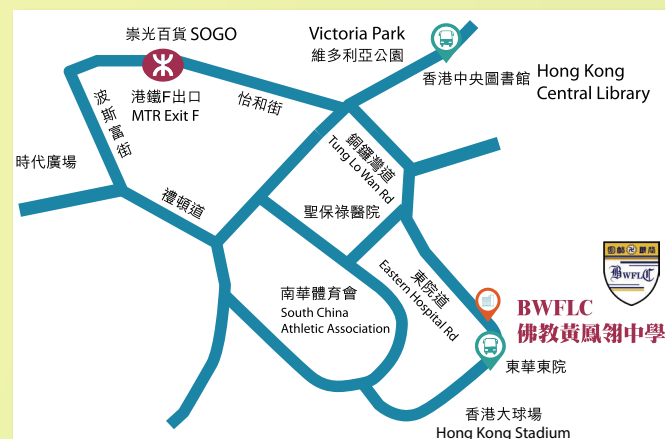 崇光百貨 SOGO
港鐵F出口
MTR Exit F
Victoria Park
維多利亞公園
香港中央圖書館
Hong Kong
Central Library
波斯富街
怡和街
時代廣場
禮頓道
銅鑼灣道
Tung Lo Wan Rd
聖保祿醫院
東院道
Eastern Hospital Rd
南華體育會
South China
Athletic Association
BWFLC
BWFLC
佛教黃鳳翎中學
東華東院
香港大球場
Hong Kong Stadium